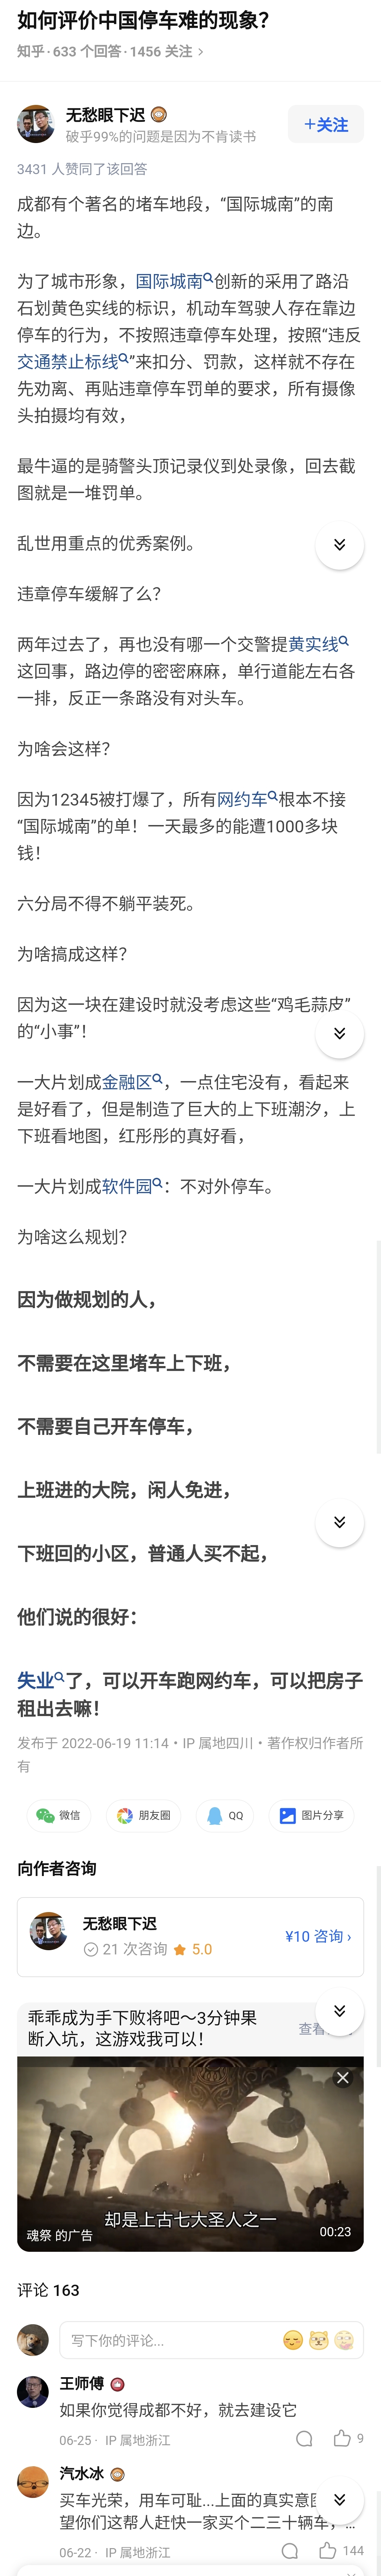 如何评价中国停车难的现象？
知乎·633 个回答·1456 关注
无愁眼下迟
破乎99%的问题是因为不肯读书
+关注
3431 人赞同了该回答
成都有个著名的堵车地段，“国际城南”的南
边。
为了城市形象，国际城南创新的采用了路沿
石划黄色实线的标识，机动车驾驶人存在靠边
停车的行为，不按照违章停车处理，按照“违反
交通禁止标线”来扣分、罚款，这样就不存在
先劝离、再贴违章停车罚单的要求，所有摄像
头拍摄均有效，
最牛逼的是骑警头顶记录仪到处录像，回去截
图就是一堆罚单。
乱世用重点的优秀案例。
违章停车缓解了么？
两年过去了，再也没有哪一个交警提黄实线
这回事，路边停的密密麻麻，单行道能左右各
一排，反正一条路没有对头车。
为啥会这样？
因为12345被打爆了，所有网约车根本不接
“国际城南”的单！一天最多的能遭1000多块
钱！
六分局不得不躺平装死。
为啥搞成这样？
因为这一块在建设时就没考虑这些“鸡毛蒜皮”
的“小事”！
一大片划成金融区，一点住宅没有，看起来
是好看了，但是制造了巨大的上下班潮汐，上
下班看地图，红彤彤的真好看，
一大片划成软件园：不对外停车。
为啥这么规划？
因为做规划的人，
不需要在这里堵车上下班，
不需要自己开车停车，
上班进的大院，闲人免进，
下班回的小区，普通人买不起，
他们说的很好：
失业了，可以开车跑网约车，可以把房子
租出去嘛！
发布于 2022-06-19 11:14・IP 属地四川・著作权归作者所
有
微信
朋友圈
QQ
图片分享
向作者咨询
无愁眼下迟
21 次咨询 5.0
¥10 咨询 ›
乖乖成为手下败将吧～3分钟果
断入坑，这游戏我可以！
查看
却是上古七大圣人之一
魂祭 的广告
00:23
评论 163
写下你的评论...
王师傅
如果你觉得成都不好，就去建设它
06-25 · IP 属地浙江
9
汽水冰
买车光荣，用车可耻...上面的真实意
望你们这帮人赶快一家买个二三十辆车，...
06-22 · IP 属地浙江
144